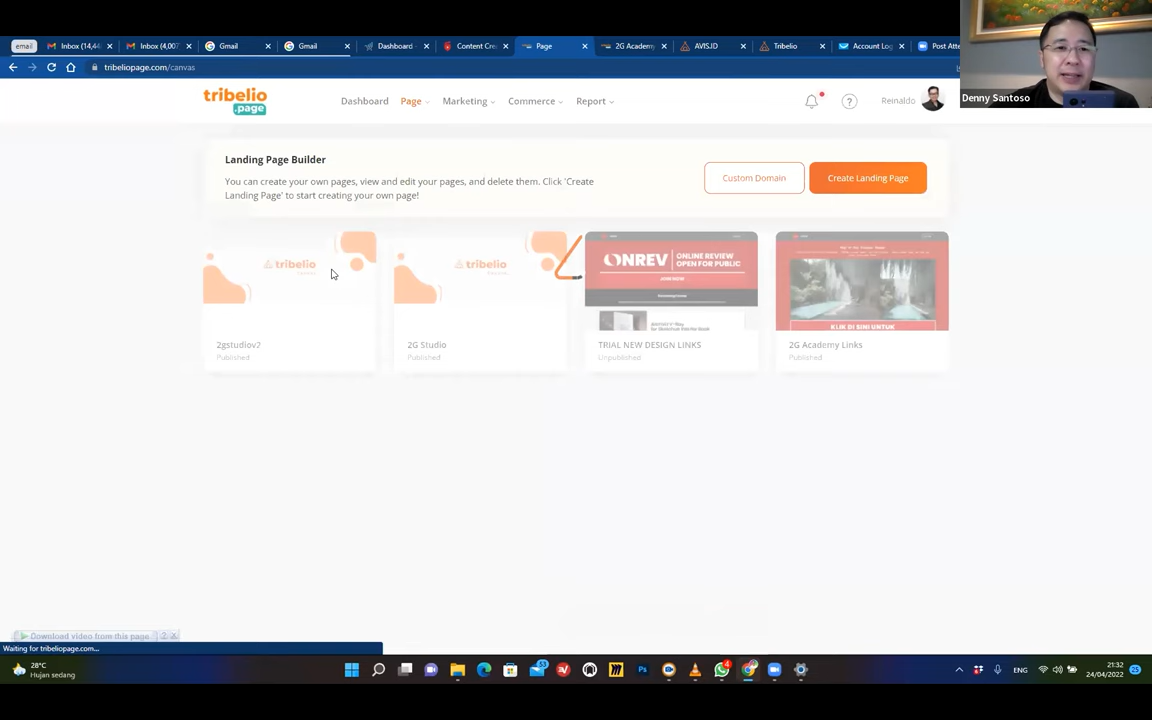 email
Inbox (14,44
Inbox (4,007
Gmail
Gmail
Dashboard
Content Cre
Page
2G Academy
AVIS.ID
Tribelio
Account Log
Post Atte
tribeliopage.com/canvas
Denny Santoso
tribelio
.page
Dashboard
Page
Marketing
Commerce
Report
Reinaldo
Landing Page Builder
You can create your own pages, view and edit your pages, and delete them. Click 'Create
Landing Page' to start creating your own page!
Custom Domain
Create Landing Page
tribelio
tribelio
ONREV
ONLINE REVIEW
OPEN FOR PUBLIC
JOIN NOW
KLIK DI SINI UNTUK
2gstudiov2
Published
2G Studio
Published
TRIAL NEW DESIGN LINKS
Unpublished
2G Academy Links
Published
Download video from this page
Waiting for tribeliopage.com...
28°C
Hujan sedang
ENG
21:32
24/04/2022